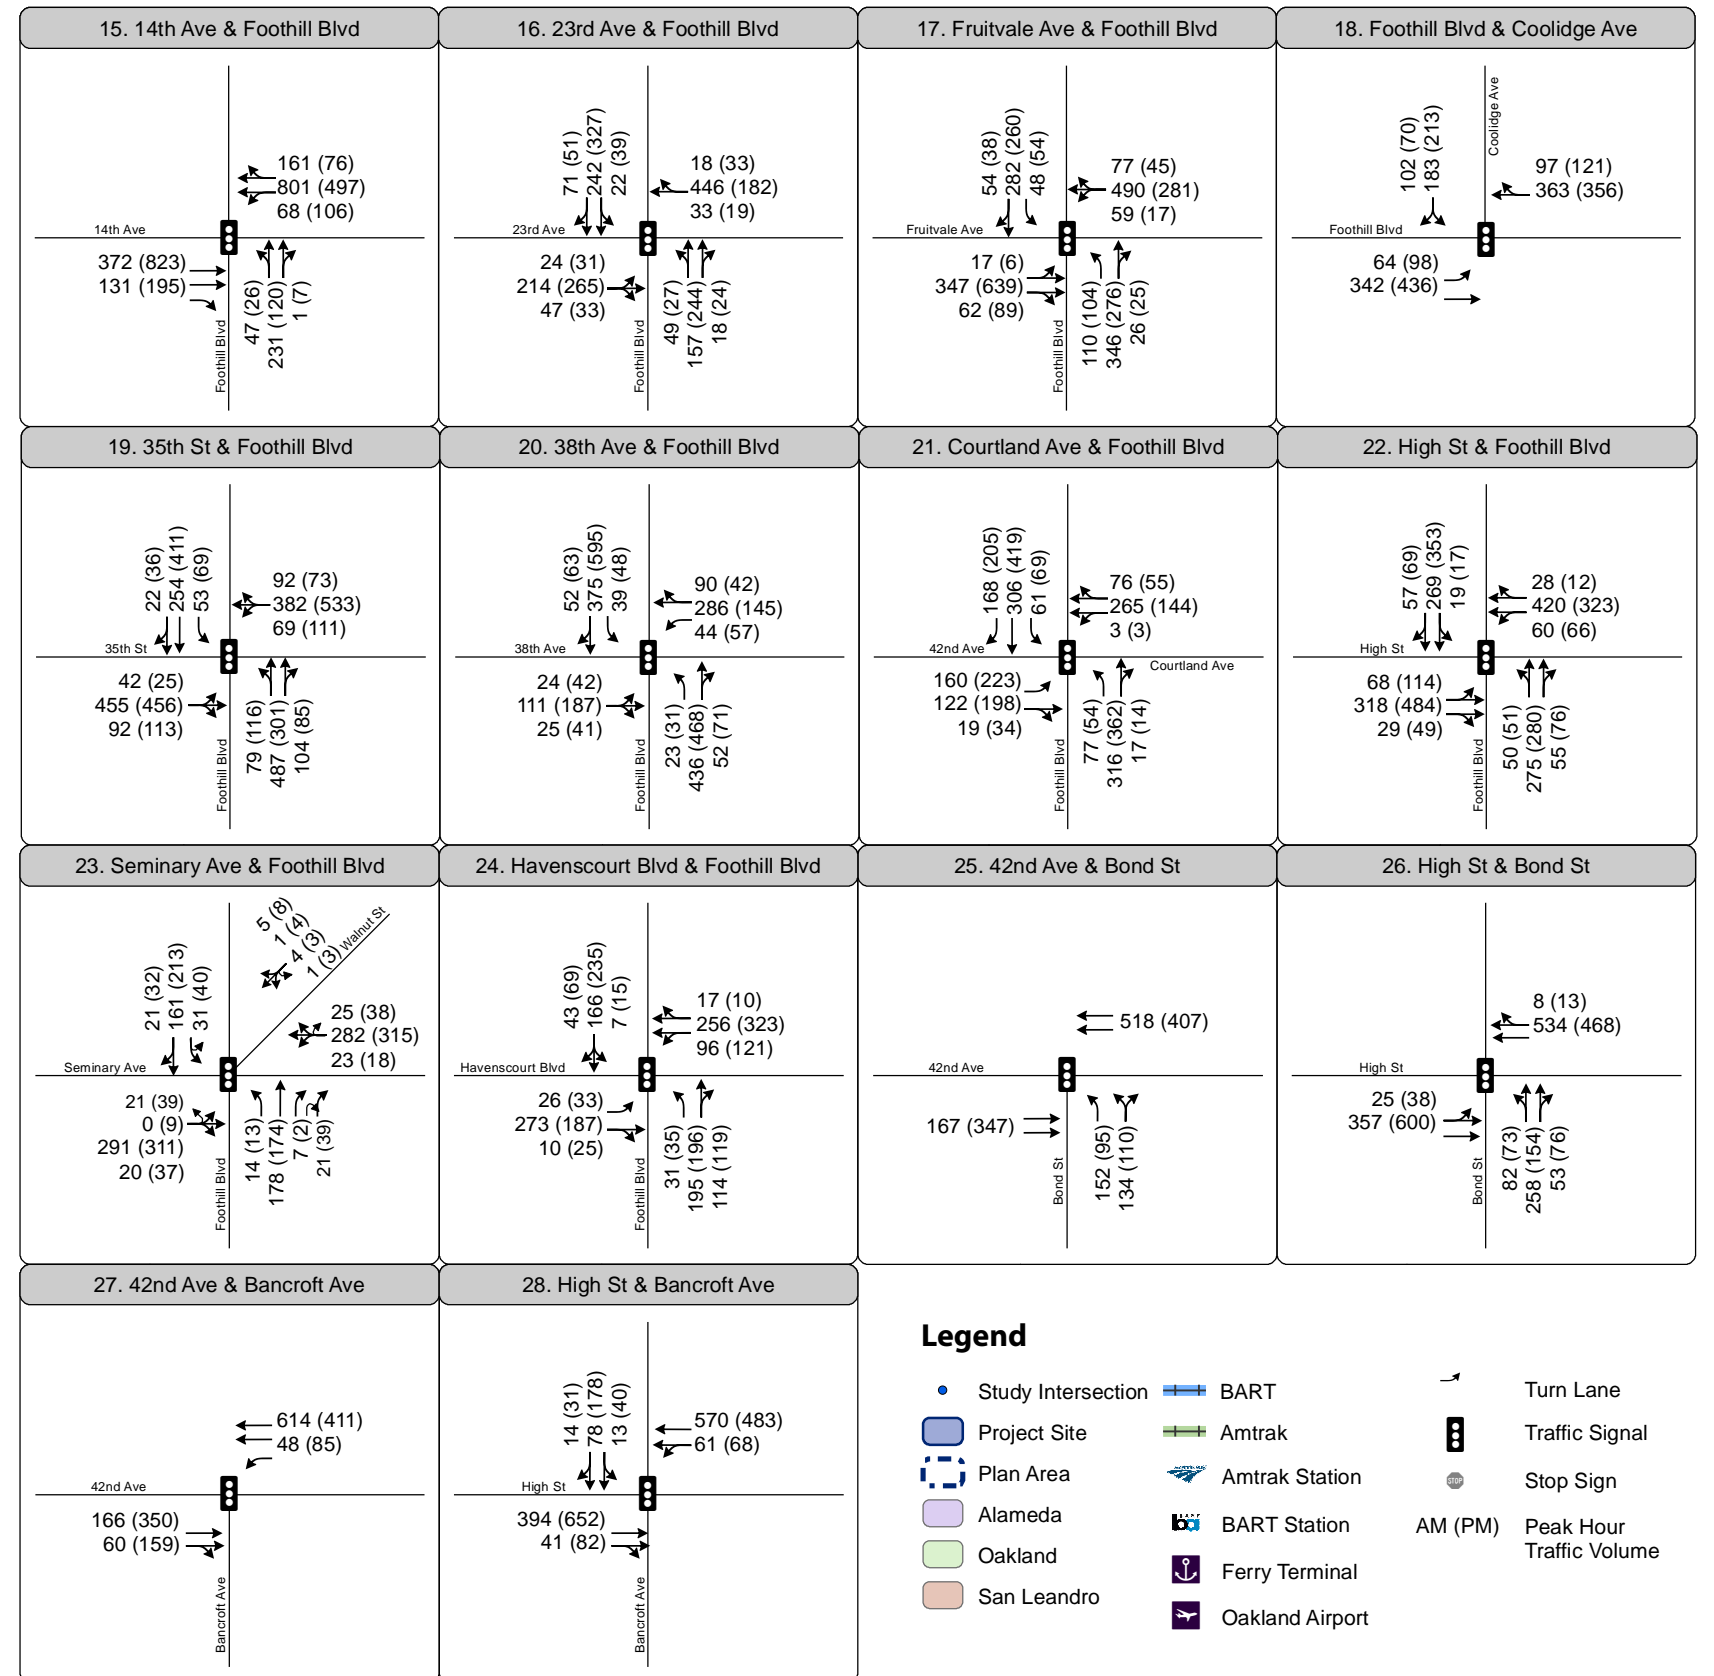 15. 14th Ave & Foothill Blvd
161 (76)
801 (497)
68 (106)
14th Ave
372 (823)
131 (195)
47 (26)
231 (120)
1 (7)
Foothill Blvd
16. 23rd Ave & Foothill Blvd
71 (51)
242 (327)
22 (39)
18 (33)
446 (182)
33 (19)
23rd Ave
24 (31)
214 (265)
47 (33)
49 (27)
157 (244)
18 (24)
Foothill Blvd
17. Fruitvale Ave & Foothill Blvd
54 (38)
282 (260)
48 (54)
77 (45)
490 (281)
59 (17)
Fruitvale Ave
17 (6)
347 (639)
62 (89)
110 (104)
346 (276)
26 (25)
Foothill Blvd
18. Foothill Blvd & Coolidge Ave
102 (70)
183 (213)
Coolidge Ave
97 (121)
363 (356)
Foothill Blvd
64 (98)
342 (436)
19. 35th St & Foothill Blvd
22 (36)
254 (411)
53 (69)
92 (73)
382 (533)
69 (111)
35th St
42 (25)
455 (456)
92 (113)
79 (116)
487 (301)
104 (85)
Foothill Blvd
20. 38th Ave & Foothill Blvd
52 (63)
375 (595)
39 (48)
90 (42)
286 (145)
44 (57)
38th Ave
24 (42)
111 (187)
25 (41)
23 (31)
436 (468)
52 (71)
Foothill Blvd
21. Courtland Ave & Foothill Blvd
168 (205)
306 (419)
61 (69)
76 (55)
265 (144)
3 (3)
42nd Ave
Courtland Ave
160 (223)
122 (198)
19 (34)
77 (54)
316 (362)
17 (14)
Foothill Blvd
22. High St & Foothill Blvd
57 (69)
269 (353)
19 (17)
28 (12)
420 (323)
60 (66)
High St
68 (114)
318 (484)
29 (49)
50 (51)
275 (280)
55 (76)
Foothill Blvd
23. Seminary Ave & Foothill Blvd
21 (32)
161 (213)
31 (40)
5 (8)
1 (4)
4 (3)
1 (3)
Walnut St
25 (38)
282 (315)
23 (18)
Seminary Ave
21 (39)
0 (9)
291 (311)
20 (37)
14 (13)
178 (174)
7 (2)
21 (39)
Foothill Blvd
24. Havenscourt Blvd & Foothill Blvd
43 (69)
166 (235)
7 (15)
17 (10)
256 (323)
96 (121)
Havenscourt Blvd
26 (33)
273 (187)
10 (25)
31 (35)
195 (196)
114 (119)
Foothill Blvd
25. 42nd Ave & Bond St
518 (407)
42nd Ave
167 (347)
152 (95)
134 (110)
Bond St
26. High St & Bond St
8 (13)
534 (468)
High St
25 (38)
357 (600)
82 (73)
258 (154)
53 (76)
Bond St
27. 42nd Ave & Bancroft Ave
614 (411)
48 (85)
42nd Ave
166 (350)
60 (159)
Bancroft Ave
28. High St & Bancroft Ave
14 (31)
78 (178)
13 (40)
570 (483)
61 (68)
High St
394 (652)
41 (82)
Bancroft Ave
Legend
Study Intersection
Project Site
Plan Area
Alameda
Oakland
San Leandro
BART
Amtrak
Amtrak Station
BART Station
Ferry Terminal
Oakland Airport
Turn Lane
Traffic Signal
STOP
Stop Sign
AM (PM)
Peak Hour
Traffic Volume